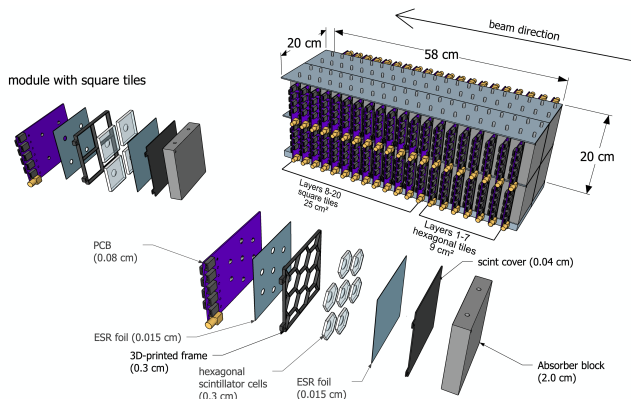 beam direction
20 cm
58 cm
module with square tiles
20 cm
Layers 8-20
square tiles
25 cm²
Layers 1-7
hexagonal tiles
9 cm²
PCB
(0.08 cm)
scint cover (0.04 cm)
ESR foil (0.015 cm)
3D-printed frame
(0.3 cm)
hexagonal
scintillator cells
(0.3 cm)
ESR foil
(0.015 cm)
Absorber block
(2.0 cm)